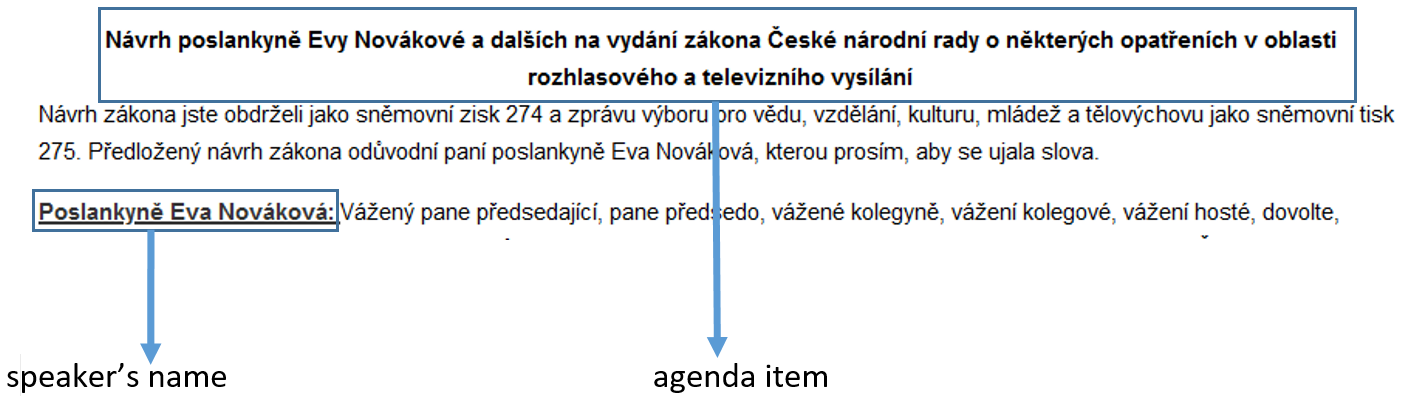 Návrh poslankyně Evy Novákové a dalších na vydání zákona České národní rady o některých opatřeních v oblasti
rozhlasového a televizního vysílání
Návrh zákona jste obdrželi jako sněmovní zisk 274 a zprávu výboru pro vědu, vzdělání, kulturu, mládež a tělovýchovu jako sněmovní tisk
275. Předložený návrh zákona odůvodní paní poslankyně Eva Nováková, kterou prosím, aby se ujala slova.
Poslankyně Eva Nováková: Vážený pane předsedající, pane předsedo, vážené kolegyně, vážení kolegové, vážení hosté, dovolte,
speaker’s name
agenda item